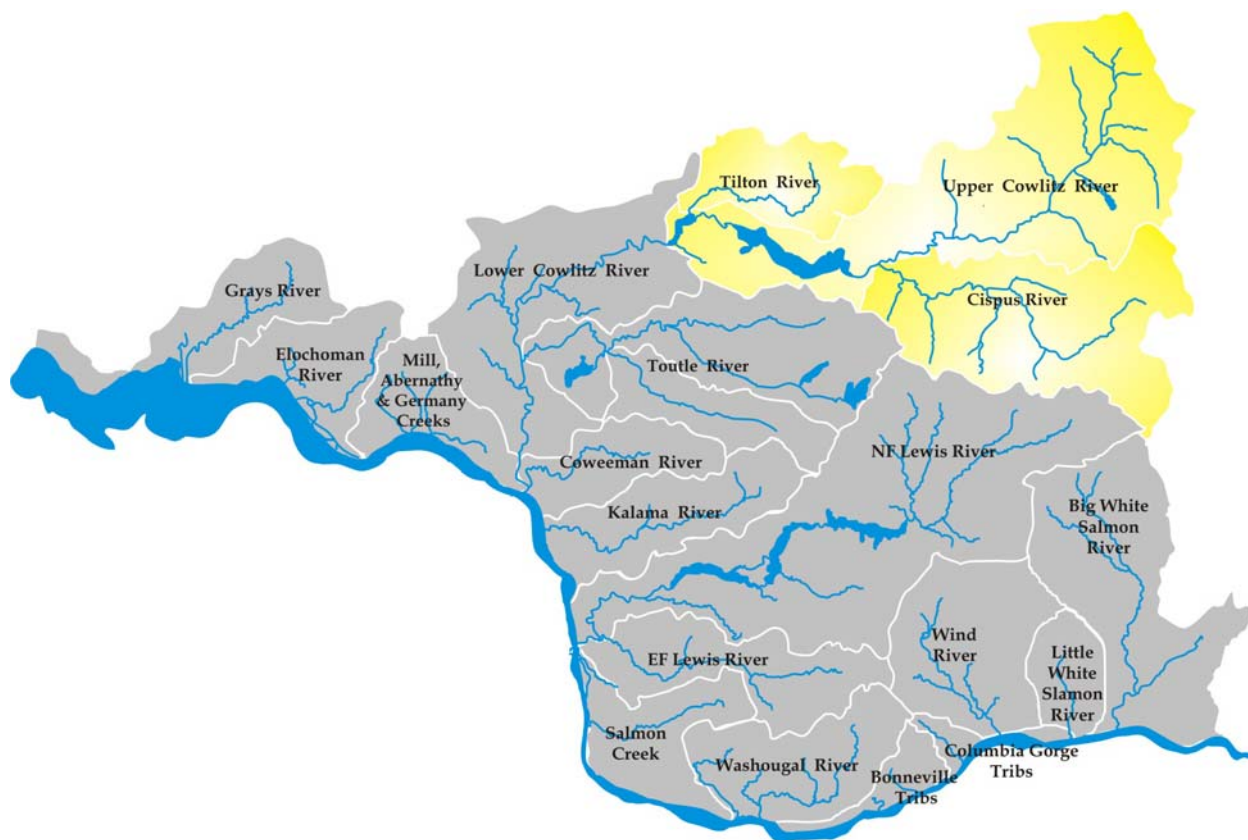 Tilton River
Upper Cowlitz River
Lower Cowlitz River
Grays River
Cispus River
Elochoman
River
Mill,
Abernathy
& Germany
Creeks
Toutle River
NF Lewis River
Coweeman River
Kalama River
Big White
Salmon
River
Wind
River
EF Lewis River
Little
White
Slamon
River
Salmon
Creek
Washougal River
Bonneville
Tribs
Columbia Gorge
Tribs